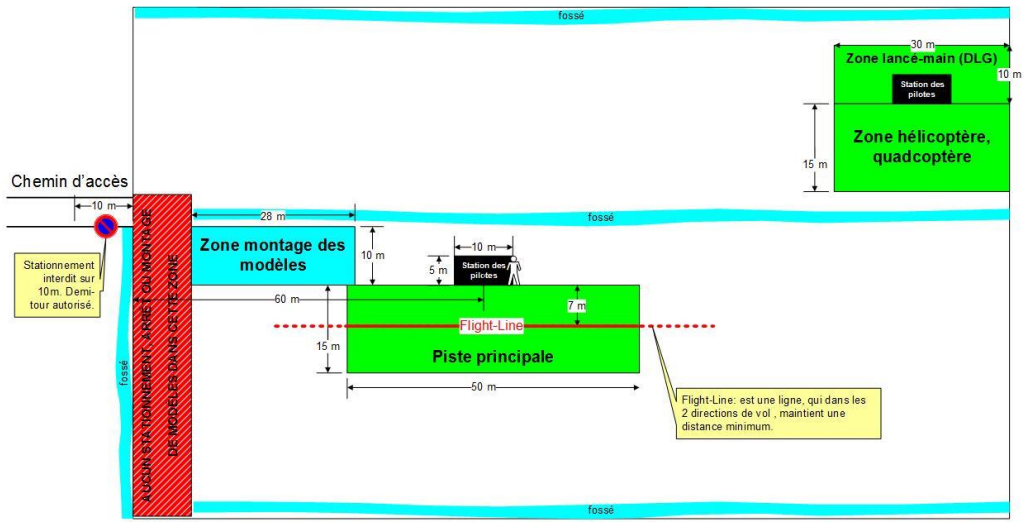 fossé
30 m
Zone lancé-main (DLG)
10 m
Station des
pilotes
Zone hélicoptère,
quadcoptère
15 m
Chemin d'accès
10 m
28 m
fossé
Zone montage des
modèles
10 m
10 m
5 m
Station des
pilotes
Stationnement
interdit sur
10m. Demi-
tour autorisé.
60 m
7 m
Flight-Line
15 m
Piste principale
50 m
fossé
AUCUN STATIONNEMENT, ARRET OU MONTAGE
DE MODELES DANS CETTE ZONE
Flight-Line: est une ligne, qui dans les
2 directions de vol , maintient une
distance minimum.
fossé